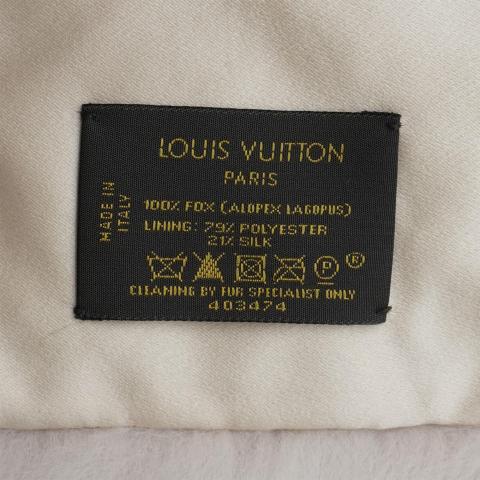 LOUIS VUITTON
PARIS
MADE IN
ITALY
100% FOX (ALOPEX LAGOPUS)
LINING: 79% POLYESTER
21% SILK
P ®
CLEANING BY FUR SPECIALIST ONLY
403474